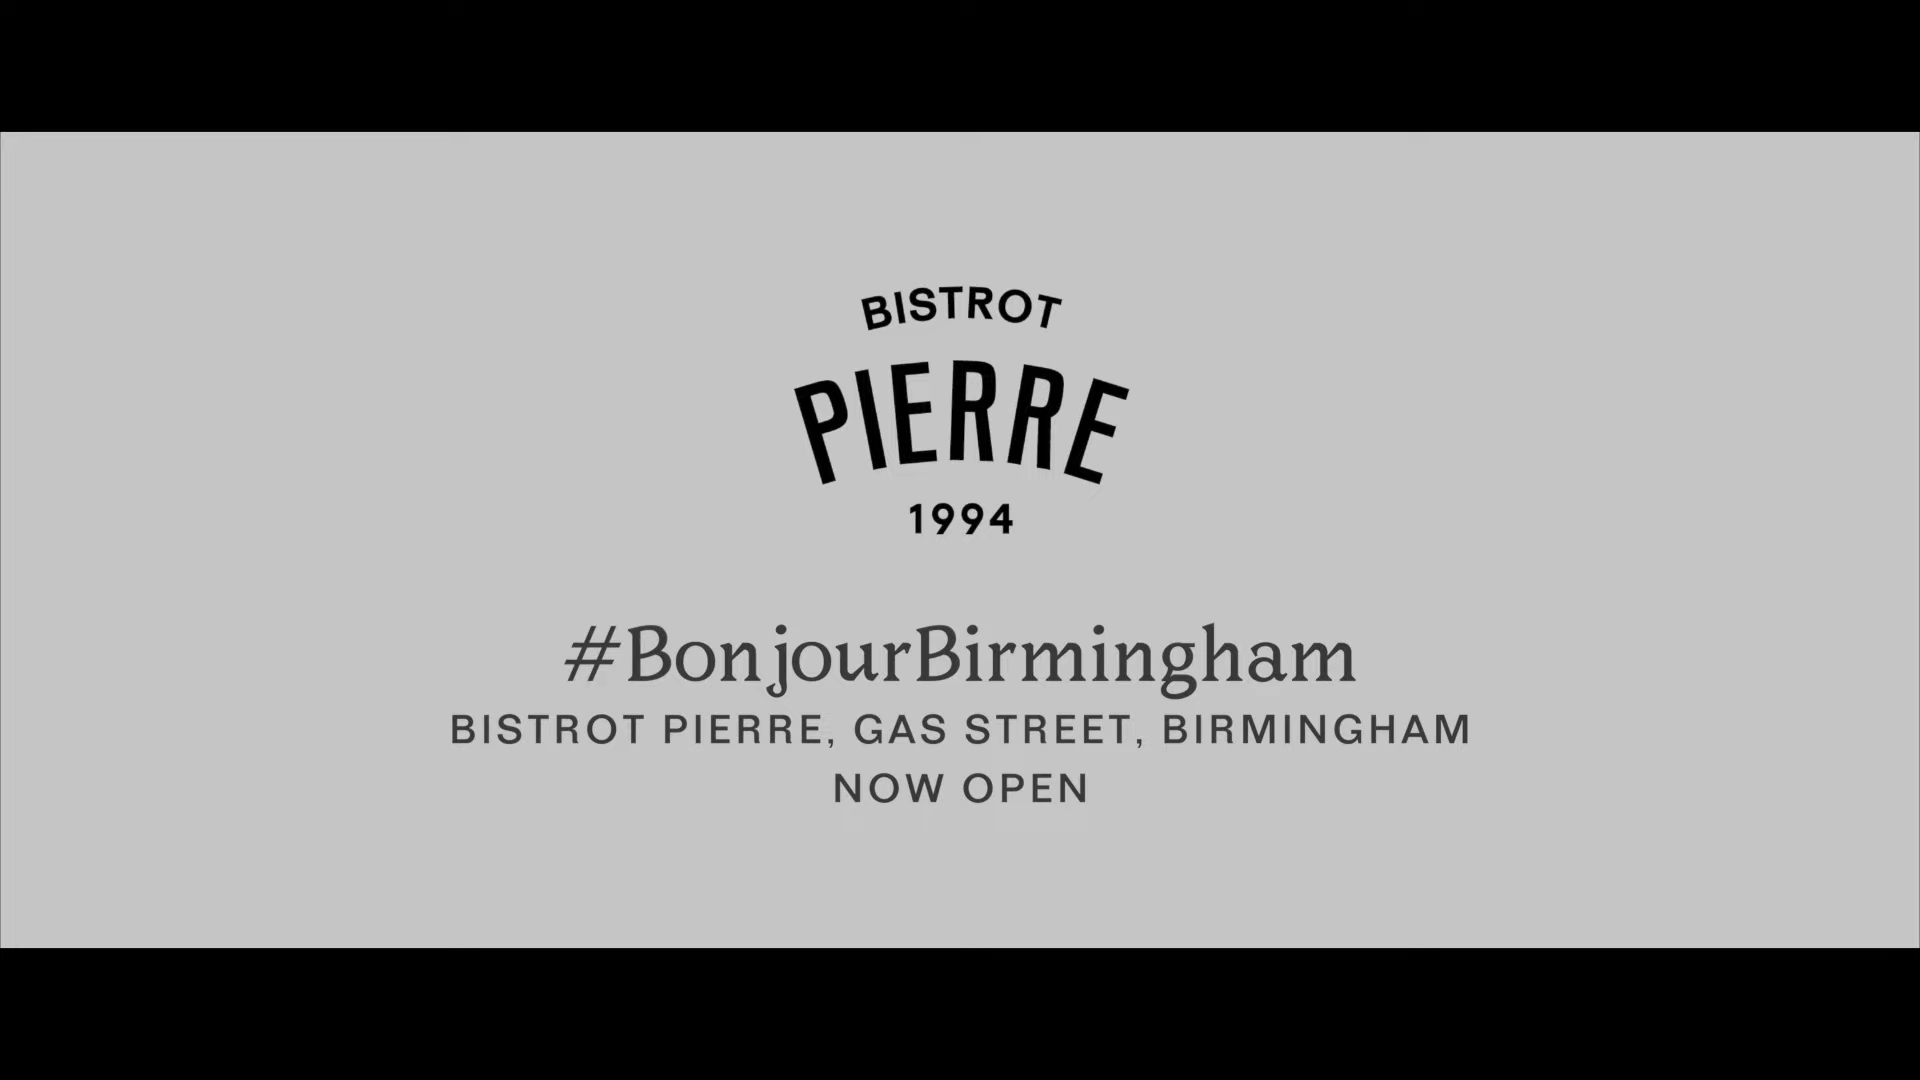 BISTROT
PIERRE
1994
#BonjourBirmingham
BISTROT PIERRE, GAS STREET, BIRMINGHAM
NOW OPEN